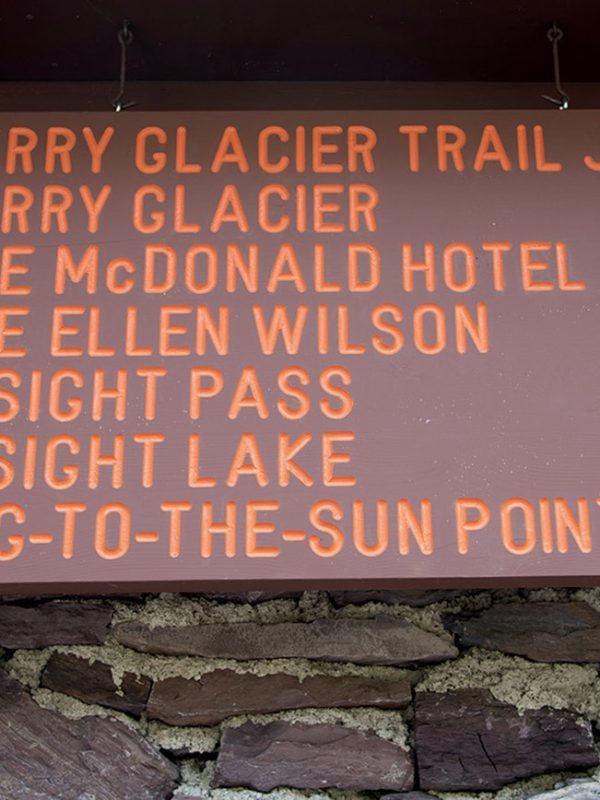 RRY GLACIER TRAIL J
RRY GLACIER
E McDONALD HOTEL
E ELLEN WILSON
SIGHT PASS
SIGHT LAKE
G-TO-THE-SUN POINT